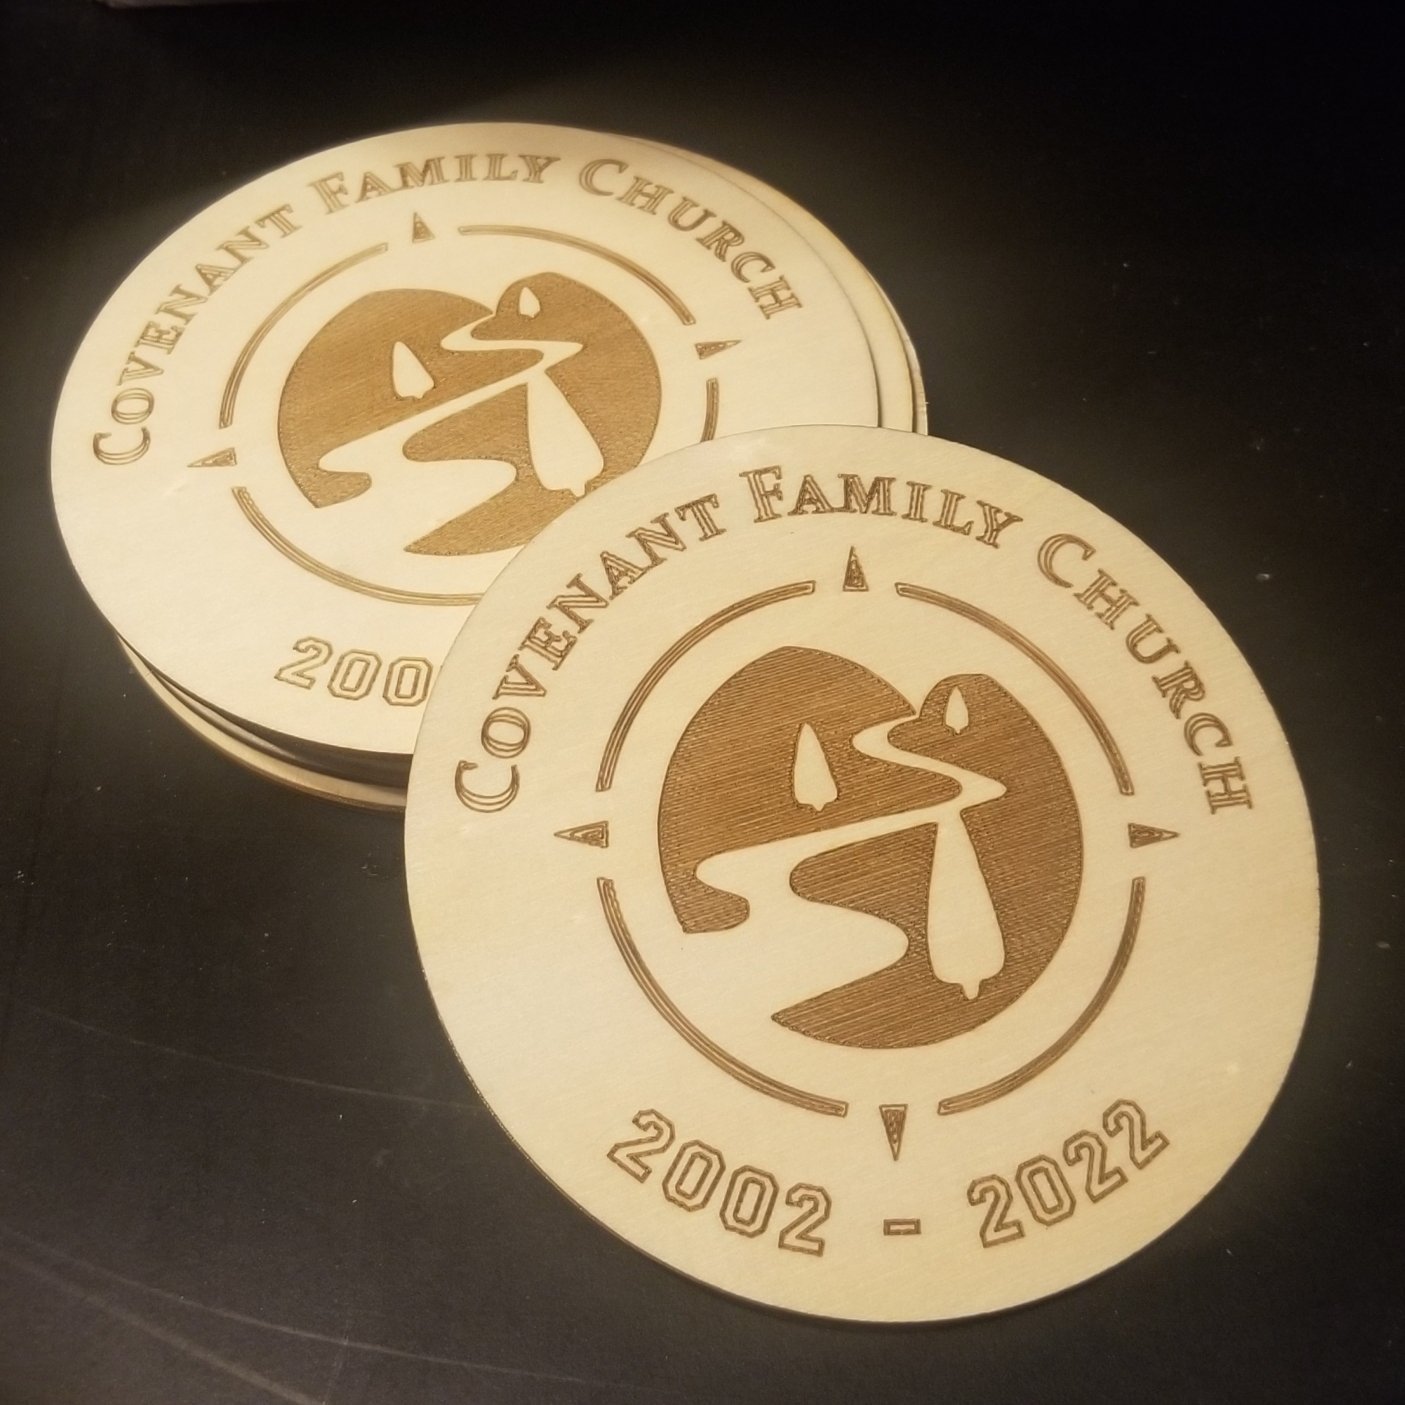 COVENANT FAMILY CHURCH
200
COVENANT FAMILY CHURCH
2002 - 2022